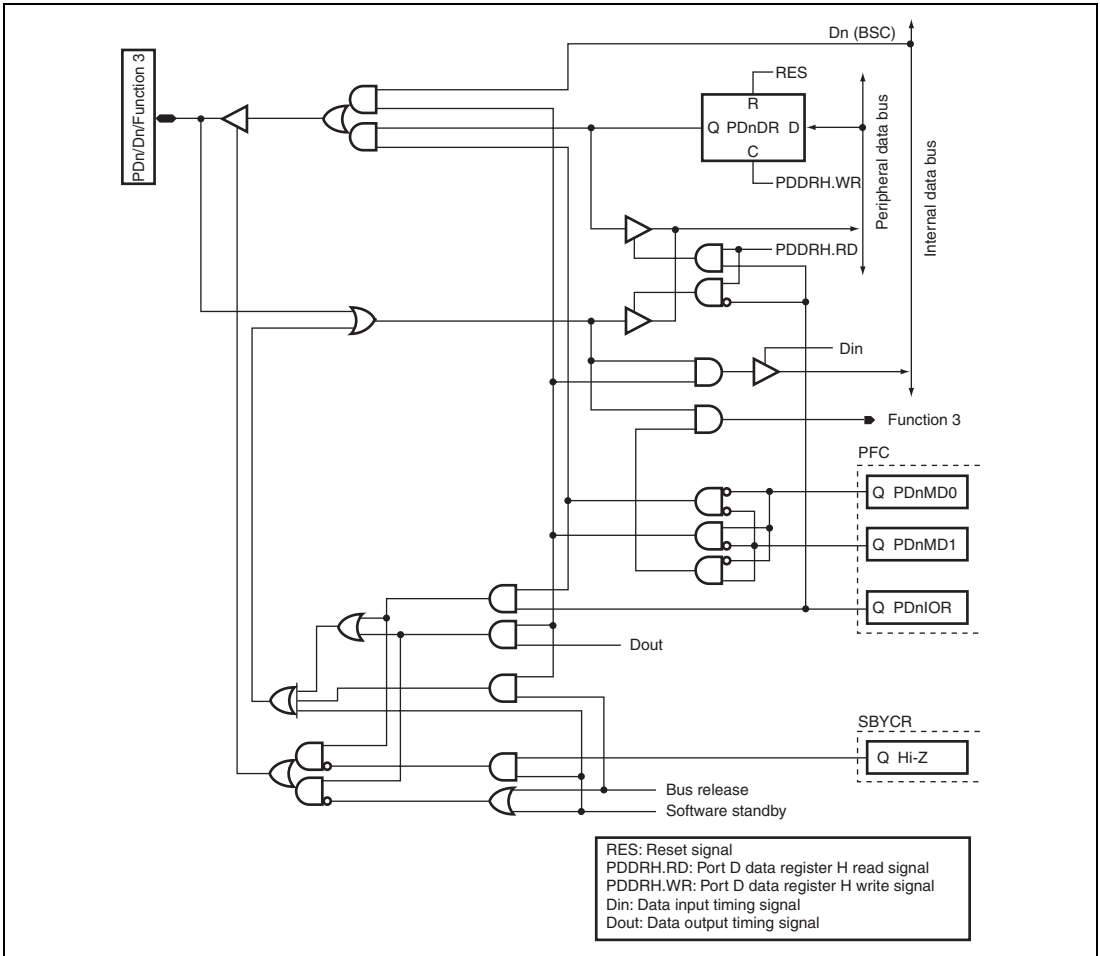 Dn (BSC)
PDn/Dn/Function 3
RES
R
Q PDnDR D
C
PDDRH.WR
Peripheral data bus
Internal data bus
PDDRH.RD
Din
Function 3
PFC
Q PDnMD0
Q PDnMD1
Q PDnIOR
Dout
SBYCR
Q Hi-Z
Bus release
Software standby
RES: Reset signal
PDDRH.RD: Port D data register H read signal
PDDRH.WR: Port D data register H write signal
Din: Data input timing signal
Dout: Data output timing signal